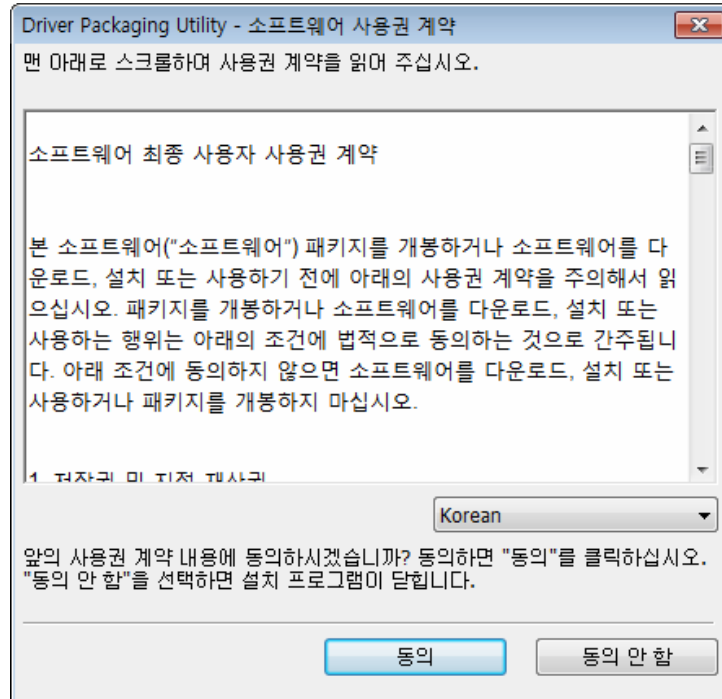 Driver Packaging Utility - 소프트웨어 사용권 계약
맨 아래로 스크롤하여 사용권 계약을 읽어 주십시오.
소프트웨어 최종 사용자 사용권 계약
본 소프트웨어("소프트웨어") 패키지를 개봉하거나 소프트웨어를 다
운로드, 설치 또는 사용하기 전에 아래의 사용권 계약을 주의해서 읽
으십시오. 패키지를 개봉하거나 소프트웨어를 다운로드, 설치 또는
사용하는 행위는 아래의 조건에 법적으로 동의하는 것으로 간주됩니
다. 아래 조건에 동의하지 않으면 소프트웨어를 다운로드, 설치 또는
사용하거나 패키지를 개봉하지 마십시오.
1. 저작권 및 지적 재산권
Korean
앞의 사용권 계약 내용에 동의하시겠습니까? 동의하면 "동의"를 클릭하십시오.
"동의 안 함"을 선택하면 설치 프로그램이 닫힙니다.
동의
동의 안 함